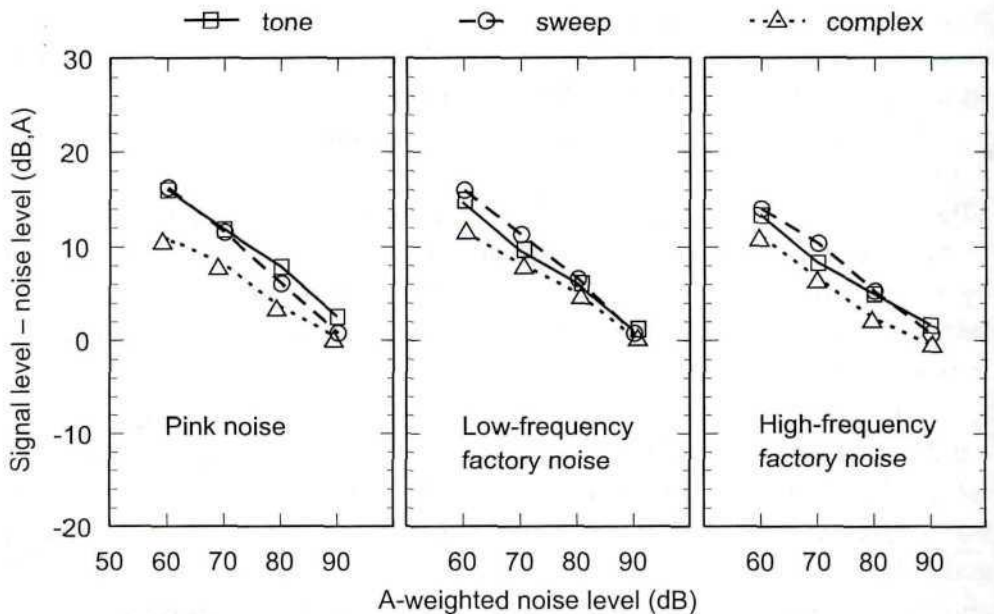 tone sweep complex
Signal level – noise level (dB,A)
30
20
10
0
-10
-20
Pink noise
Low-frequency
factory noise
High-frequency
factory noise
50 60 70 80 90 60 70 80 90 60 70 80 90
A-weighted noise level (dB)